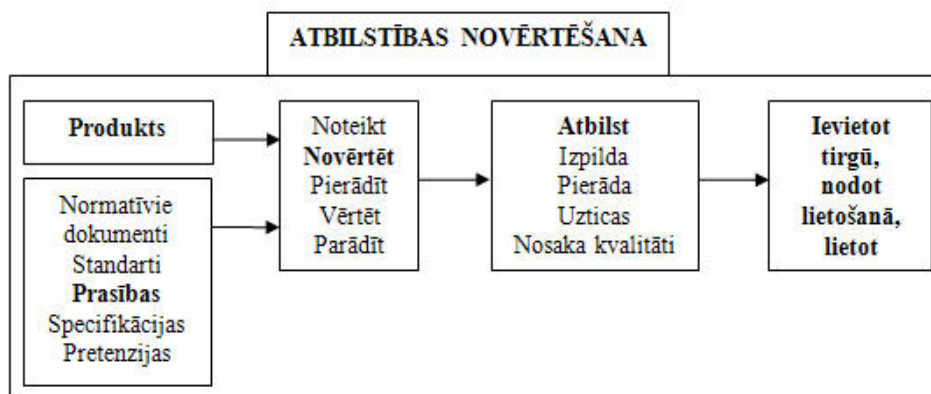 ATBILSTĪBAS NOVĒRTĒŠANA
Produkts
Normatīvie
dokumenti
Standarti
Prasības
Specifikācijas
Pretenzijas
Noteikt
Novērtēt
Pierādīt
Vērtēt
Parādīt
Atbilst
Izpilda
Pierāda
Uzticas
Nosaka kvalitāti
Ievietot
tirgū,
nodot
lietošanā,
lietot